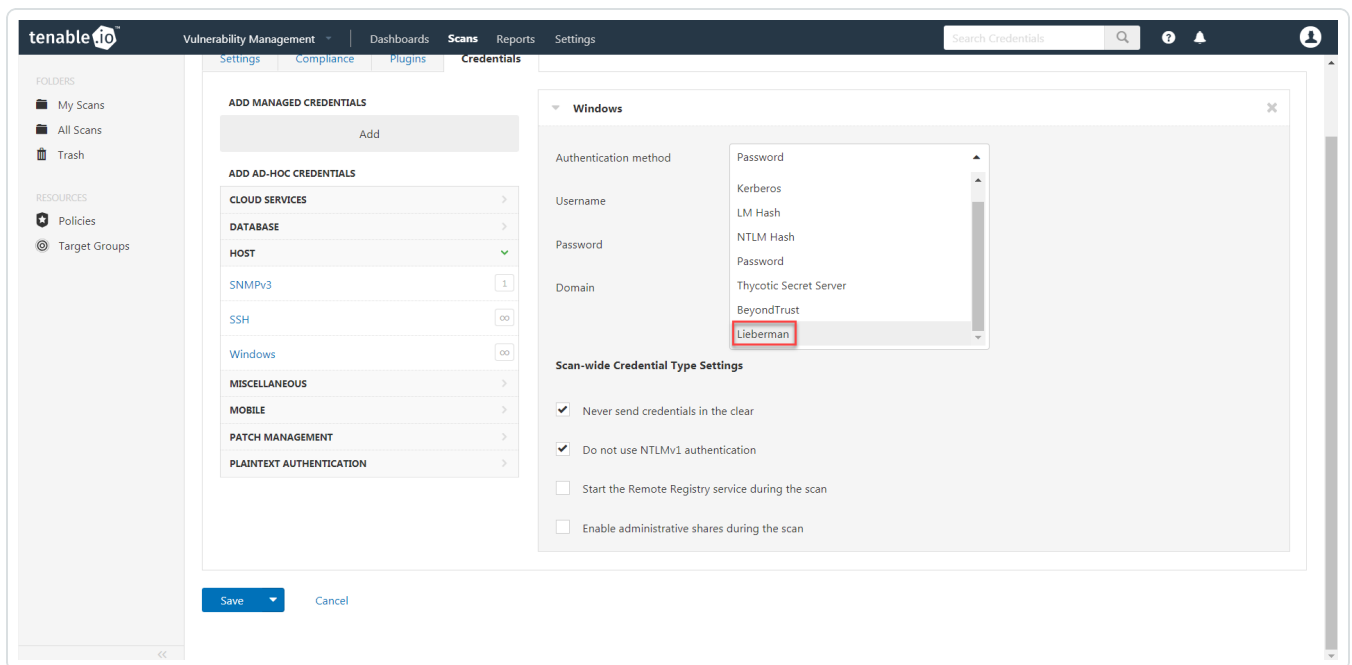 tenable.io™
Vulnerability Management
Dashboards
Scans
Reports
Settings
Search Credentials
FOLDERS
My Scans
All Scans
Trash
RESOURCES
Policies
Target Groups
Settings
Compliance
Plugins
Credentials
ADD MANAGED CREDENTIALS
Add
ADD AD-HOC CREDENTIALS
CLOUD SERVICES
DATABASE
HOST
SNMPv3
1
SSH
∞
Windows
∞
MISCELLANEOUS
MOBILE
PATCH MANAGEMENT
PLAINTEXT AUTHENTICATION
Windows
Authentication method
Password
Username
Password
Domain
Kerberos
LM Hash
NTLM Hash
Password
Thycotic Secret Server
BeyondTrust
Lieberman
Scan-wide Credential Type Settings
Never send credentials in the clear
Do not use NTLMv1 authentication
Start the Remote Registry service during the scan
Enable administrative shares during the scan
Save
Cancel